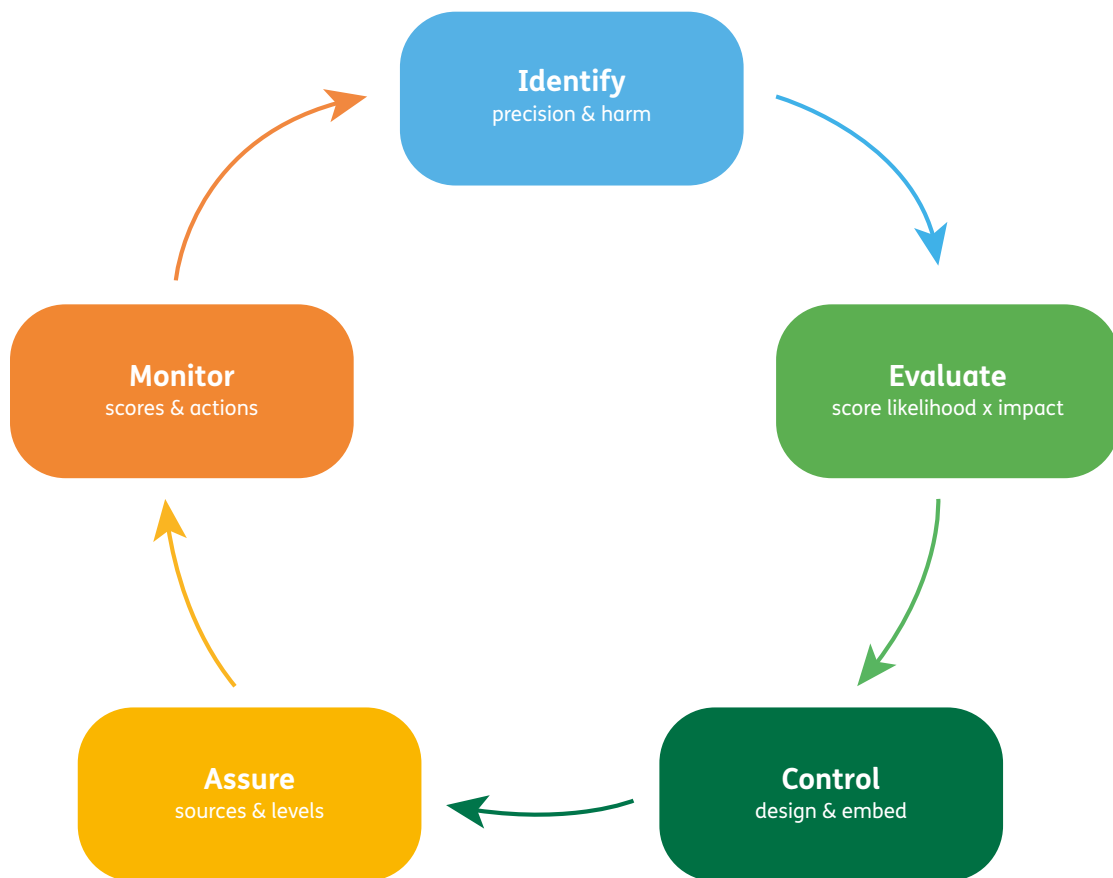 Identify
precision & harm
Evaluate
score likelihood x impact
Control
design & embed
Assure
sources & levels
Monitor
scores & actions